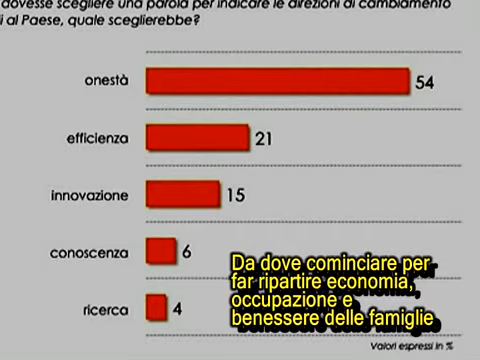 dovesse scegliere una parola per indicare le direzioni di cambiamento
al Paese, quale sceglierebbe?
onestà 54
efficienza 21
innovazione 15
conoscenza 6
ricerca 4
Da dove cominciare per
far ripartire economia,
occupazione e
benessere delle famiglie
Valori espressi in %